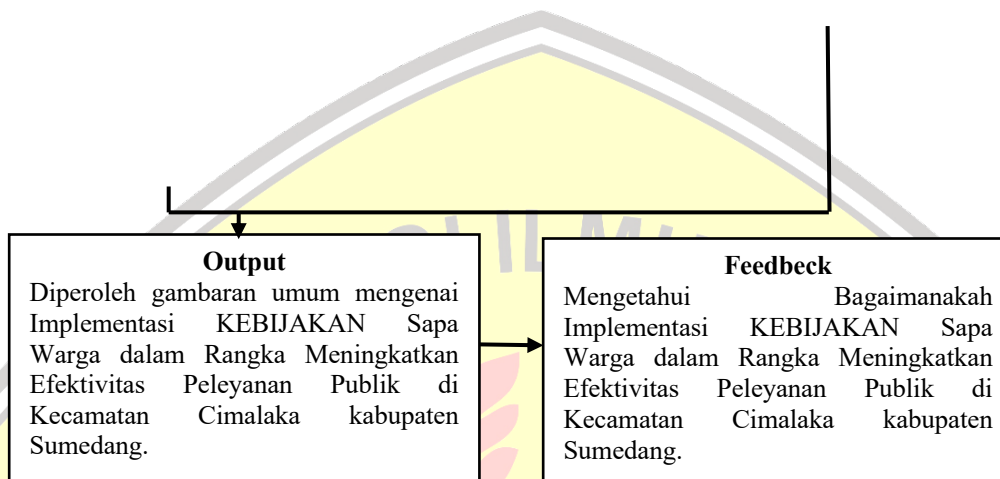 Output
Diperoleh gambaran umum mengenai
Implementasi KEBIJAKAN Sapa
Warga dalam Rangka Meningkatkan
Efektivitas Peleyanan Publik di
Kecamatan Cimalaka kabupaten
Sumedang.
Feedbeck
Mengetahui Bagaimanakah
Implementasi KEBIJAKAN Sapa
Warga dalam Rangka Meningkatkan
Efektivitas Peleyanan Publik di
Kecamatan Cimalaka kabupaten
Sumedang.